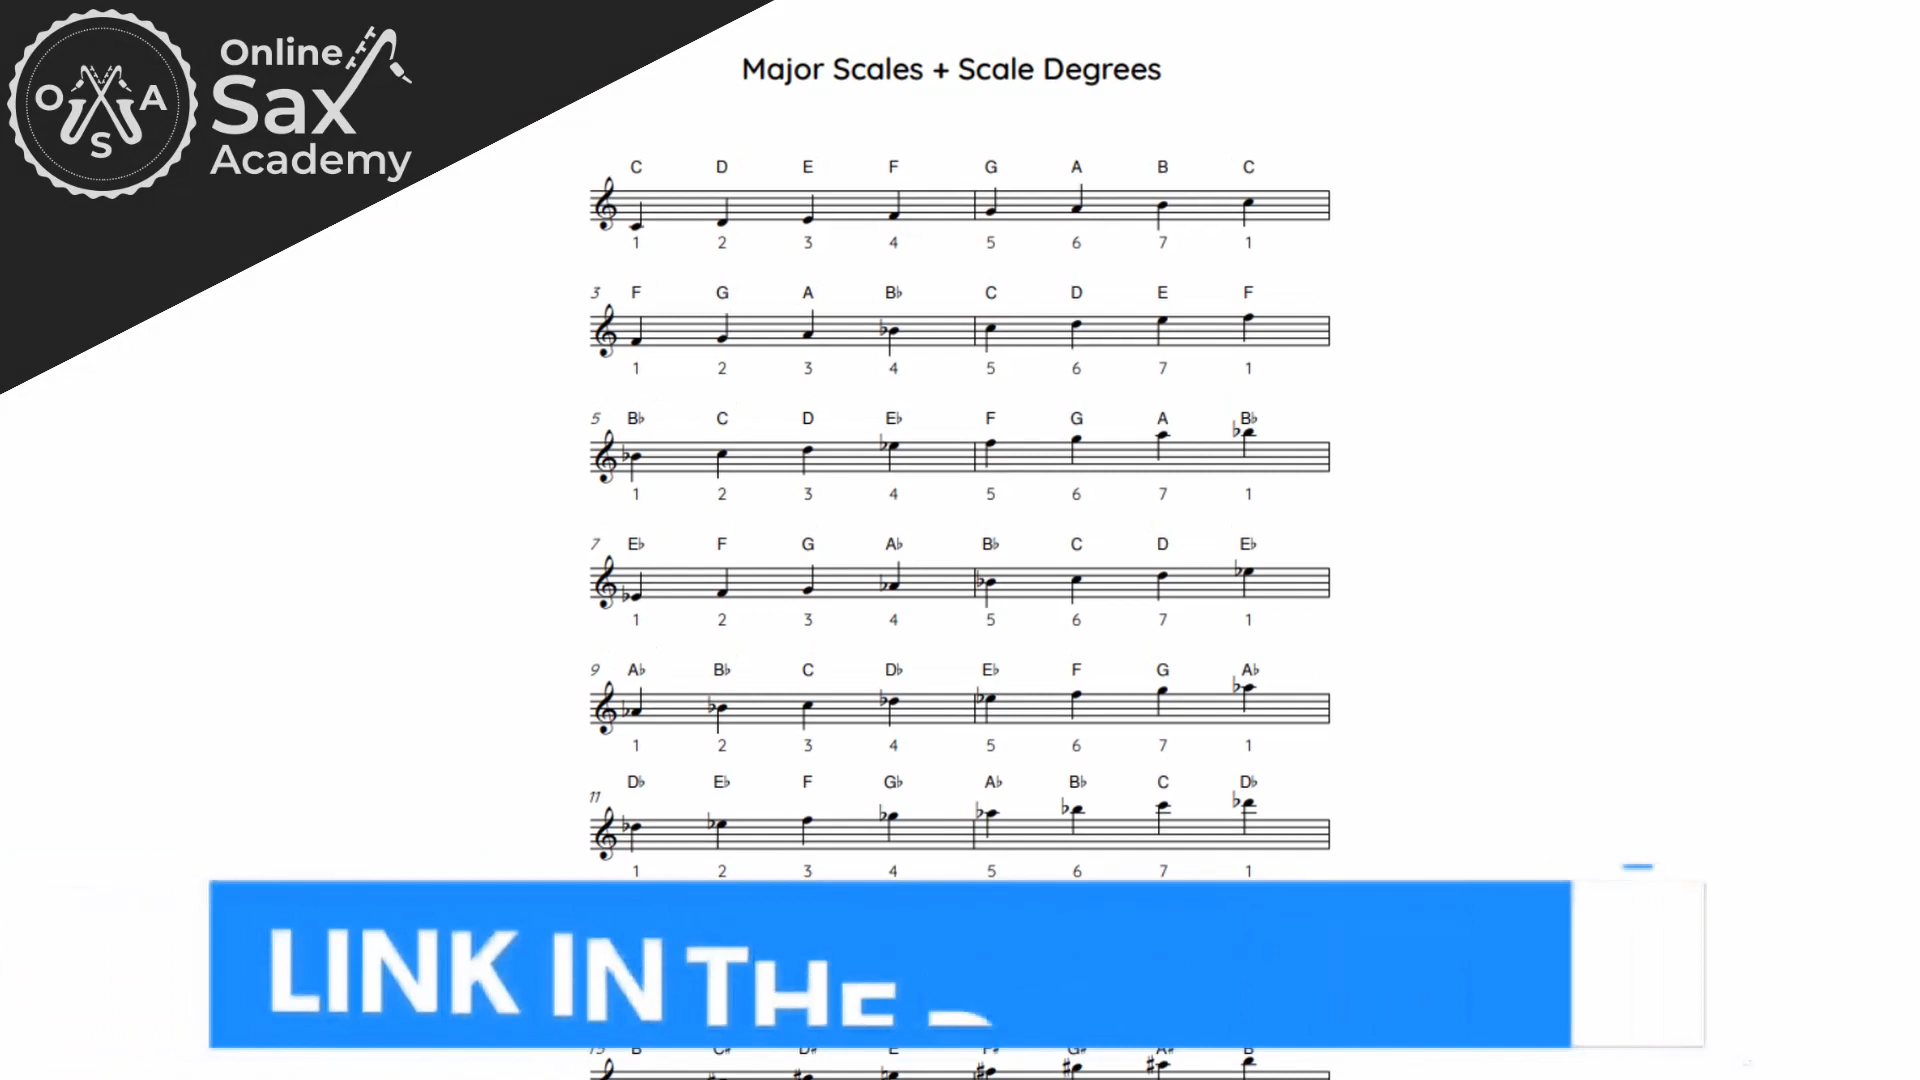 O S A
Online
Sax
Academy
Major Scales + Scale Degrees
C D E F G A B C
1 2 3 4 5 6 7 1
3 F G A B♭ C D E F
1 2 3 4 5 6 7 1
5 B♭ C D E♭ F G A B♭
1 2 3 4 5 6 7 1
7 E♭ F G A♭ B♭ C D E♭
1 2 3 4 5 6 7 1
9 A♭ B♭ C D♭ E♭ F G A♭
1 2 3 4 5 6 7 1
11 D♭ E♭ F G♭ A♭ B♭ C D♭
1 2 3 4 5 6 7 1
LINK IN THE
B C# D# E F# G# A# B